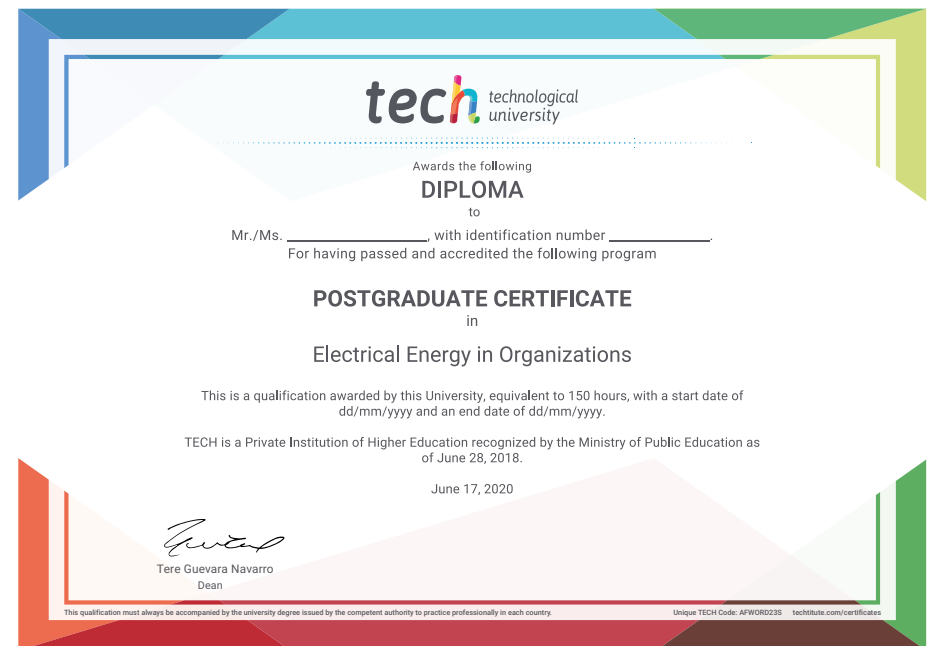 tech technological
university
Awards the following
DIPLOMA
to
Mr./Ms. ____________________, with identification number ______________.
For having passed and accredited the following program
POSTGRADUATE CERTIFICATE
in
Electrical Energy in Organizations
This is a qualification awarded by this University, equivalent to 150 hours, with a start date of
dd/mm/yyyy and an end date of dd/mm/yyyy.
TECH is a Private Institution of Higher Education recognized by the Ministry of Public Education as
of June 28, 2018.
June 17, 2020
Tere Guevara Navarro
Dean
This qualification must always be accompanied by the university degree issued by the competent authority to practice professionally in each country.
Unique TECH Code: AFWORD23S techtitute.com/certificates